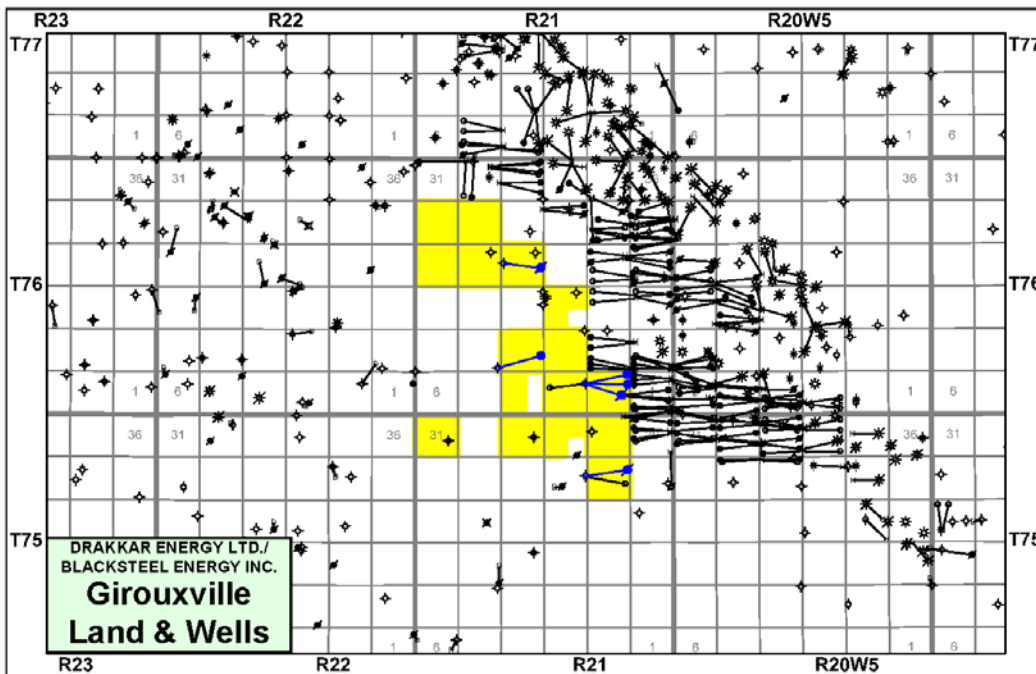 R23 R22 R21 R20W5
T77 T77
1 6 1 6 1 6 1 6
36 31 36 31 36 31
T76 T76
1 6 1 6 1 6
36 31 36 31 36 31
T75 T75
DRAKKAR ENERGY LTD./
BLACKSTEEL ENERGY INC.
Girouxville
Land & Wells
1 6 1 6 1 6
R23 R22 R21 R20W5